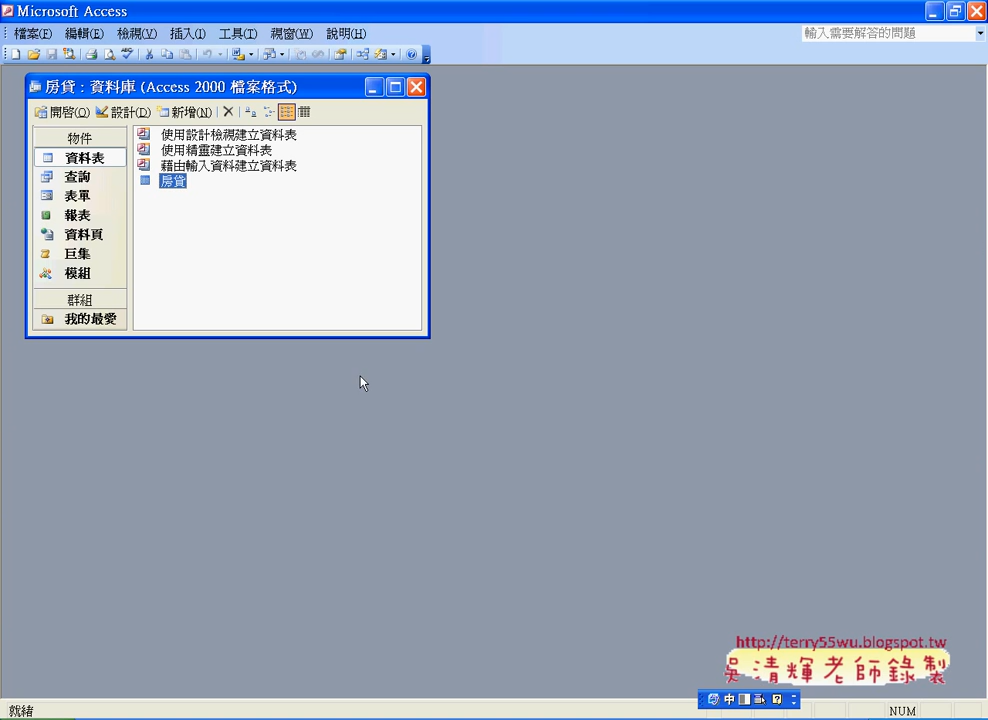 Microsoft Access
檔案(F) 編輯(E) 檢視(V) 插入(I) 工具(T) 視窗(W) 說明(H)
輸入需要解答的問題
房貸 : 資料庫 (Access 2000 檔案格式)
開啓(O) 設計(D) 新增(N)
物件
資料表
查詢
表單
報表
資料頁
巨集
模組
群組
我的最愛
使用設計檢視建立資料表
使用精靈建立資料表
藉由輸入資料建立資料表
房貸
http://terry55wu.blogspot.tw
吳清輝老師錄製
中
就緒
NUM